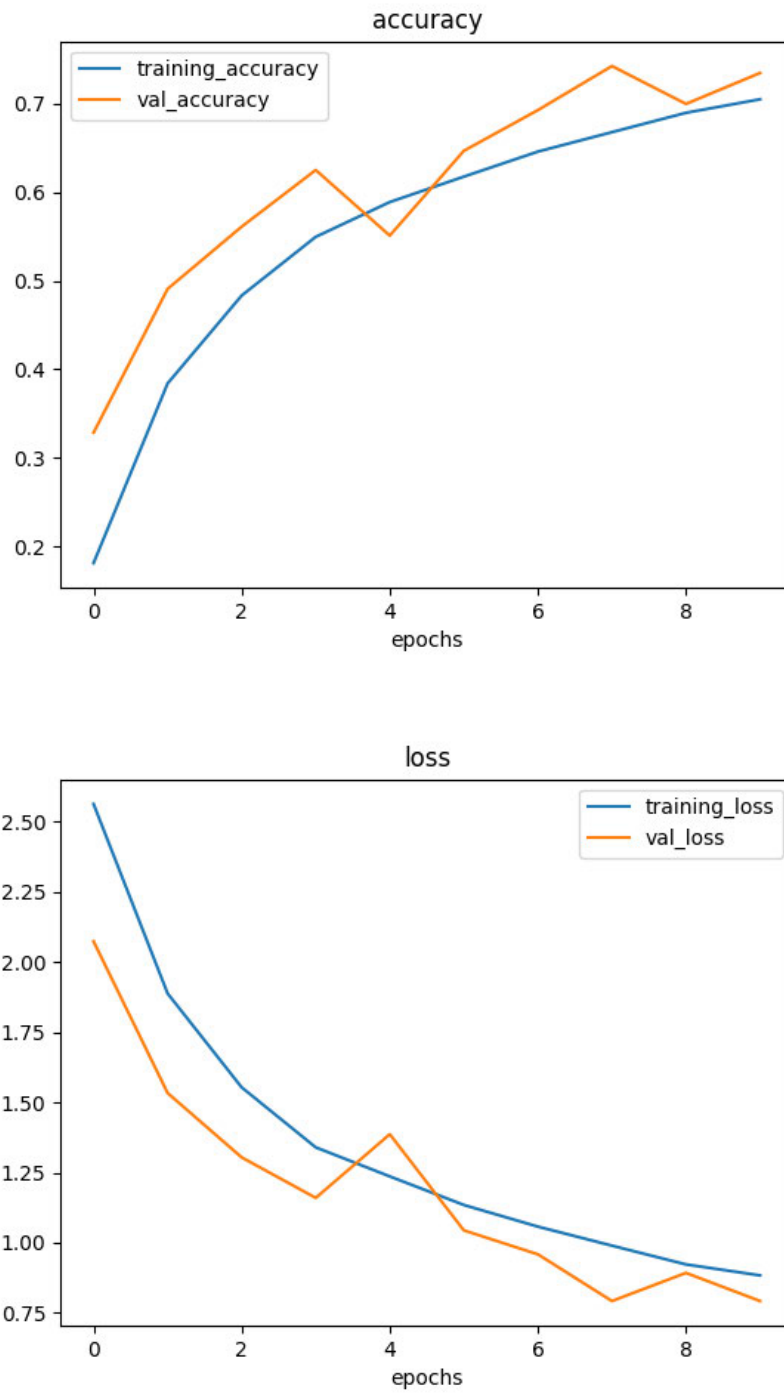 accuracy
training_accuracy
val_accuracy
0.7
0.6
0.5
0.4
0.3
0.2
0 2 4 6 8
epochs
loss
training_loss
val_loss
2.50
2.25
2.00
1.75
1.50
1.25
1.00
0.75
0 2 4 6 8
epochs